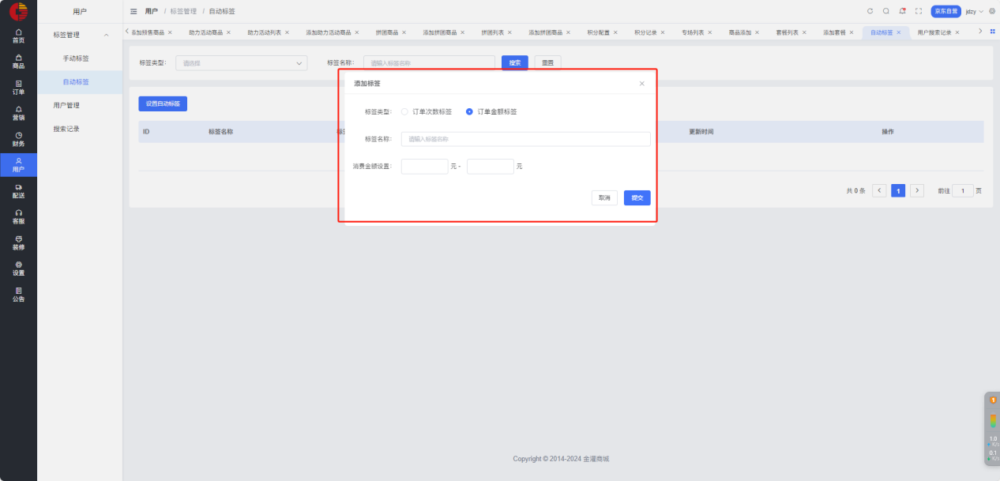 用户
用户 / 标签管理 / 自动标签
京东自营
jdzy
首页
商品
订单
营销
财务
用户
配送
客服
装修
设置
公告
标签管理
手动标签
自动标签
用户管理
搜索记录
添加预售商品 ×
助力活动商品 ×
助力活动列表 ×
添加助力活动商品 ×
拼团商品 ×
添加拼团商品 ×
拼团列表 ×
添加拼团商品 ×
积分配置 ×
积分记录 ×
专场列表 ×
商品添加 ×
套餐列表 ×
添加套餐 ×
自动标签 ×
用户搜索记录 ×
标签类型: 请选择
标签名称: 请输入标签名称
搜索
重置
设置自动标签
ID
标签名称
更新时间
操作
添加标签
标签类型: 订单次数标签 订单金额标签
标签名称: 请输入标签名称
消费金额设置: 元 - 元
取消
提交
共 0 条
1
前往 1 页
Copyright © 2014-2024 金灌商城
1
1.0
0.1